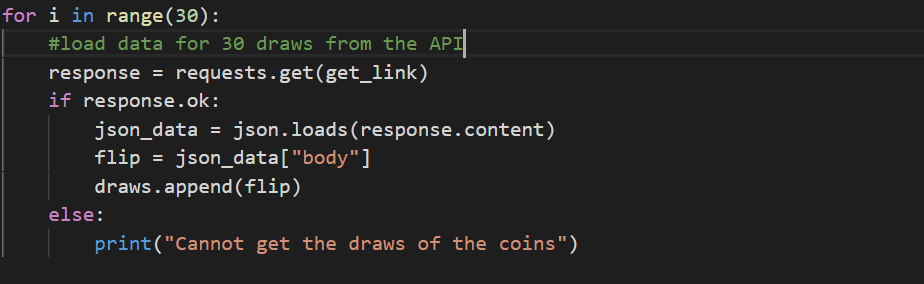 for i in range(30):
    #load data for 30 draws from the API
    response = requests.get(get_link)
    if response.ok:
        json_data = json.loads(response.content)
        flip = json_data["body"]
        draws.append(flip)
    else:
        print("Cannot get the draws of the coins")